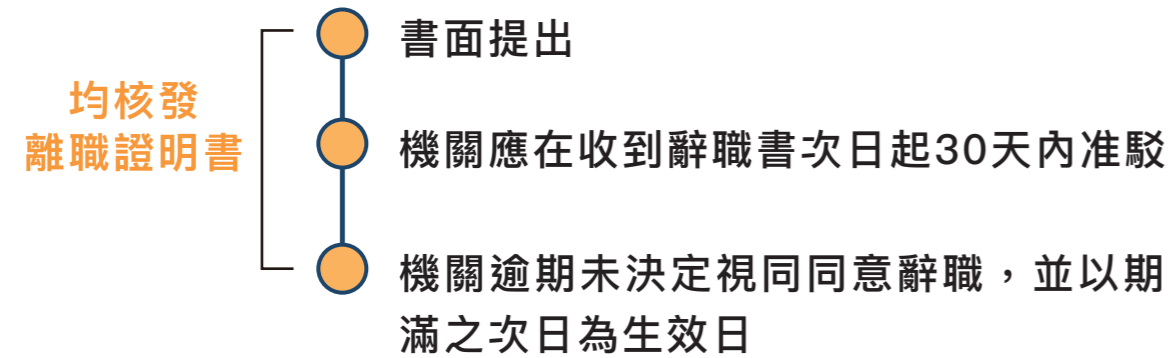 書面提出
均核發
離職證明書
機關應在收到辭職書次日起30天內准駁
機關逾期未決定視同同意辭職，並以期
滿之次日為生效日